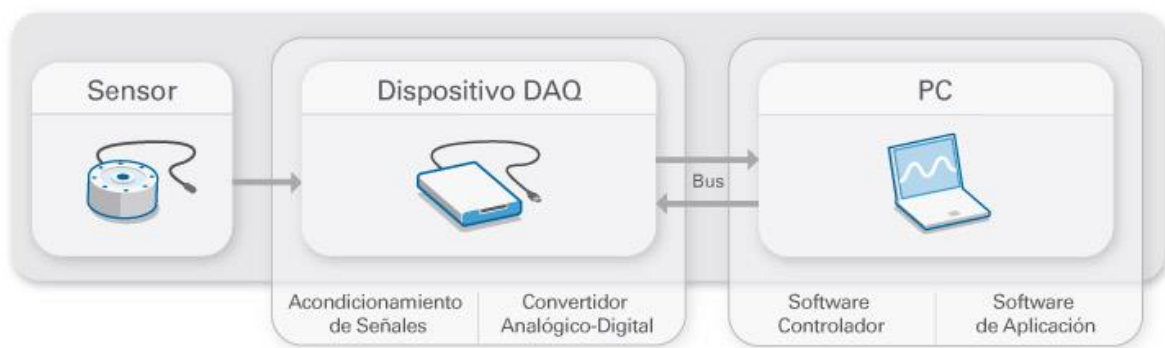 Sensor
Dispositivo DAQ
PC
Bus
Acondicionamiento
de Señales
Convertidor
Analógico-Digital
Software
Controlador
Software
de Aplicación